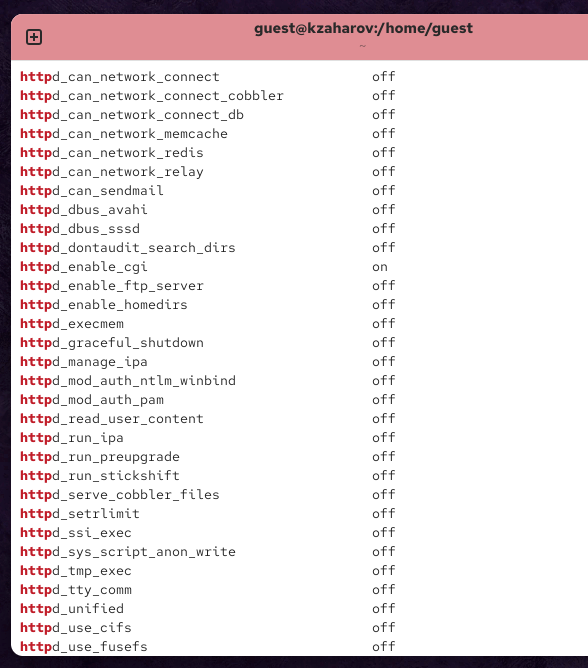 guest@kzaharov:/home/guest
~
httpd_can_network_connect off
httpd_can_network_connect_cobbler off
httpd_can_network_connect_db off
httpd_can_network_memcache off
httpd_can_network_redis off
httpd_can_network_relay off
httpd_can_sendmail off
httpd_dbus_avahi off
httpd_dbus_sssd off
httpd_dontaudit_search_dirs off
httpd_enable_cgi on
httpd_enable_ftp_server off
httpd_enable_homedirs off
httpd_execmem off
httpd_graceful_shutdown off
httpd_manage_ipa off
httpd_mod_auth_ntlm_winbind off
httpd_mod_auth_pam off
httpd_read_user_content off
httpd_run_ipa off
httpd_run_preupgrade off
httpd_run_stickshift off
httpd_serve_cobbler_files off
httpd_setrlimit off
httpd_ssi_exec off
httpd_sys_script_anon_write off
httpd_tmp_exec off
httpd_tty_comm off
httpd_unified off
httpd_use_cifs off
httpd_use_fusefs off